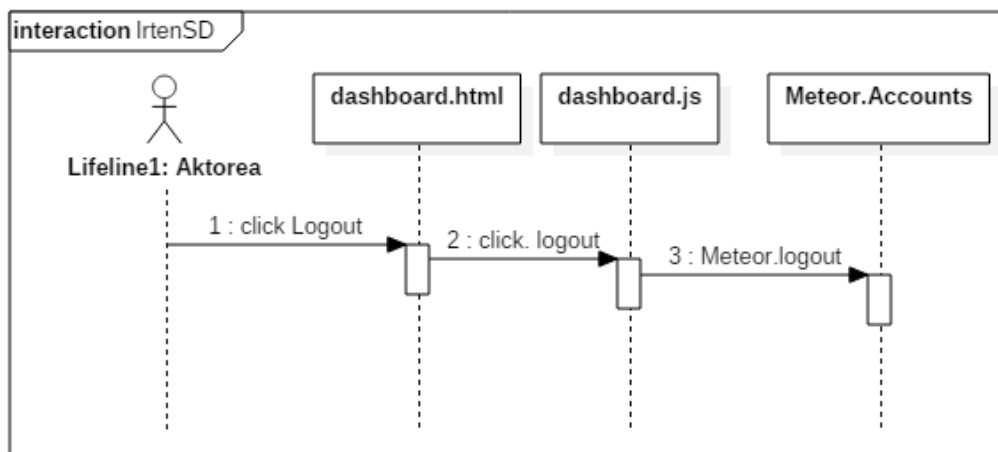 interaction IrtenSD
dashboard.html
dashboard.js
Meteor.Accounts
Lifeline1: Aktorea
1 : click Logout
2 : click. logout
3 : Meteor.logout